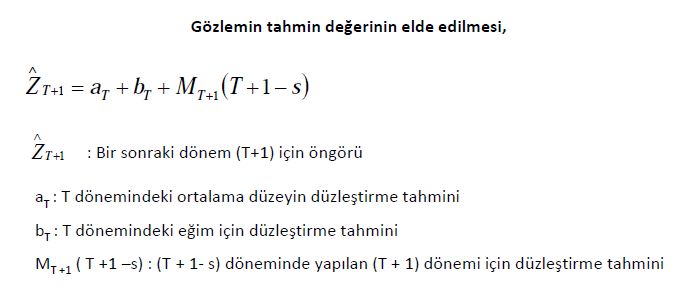 Gözlemin tahmin değerinin elde edilmesi,
\hat{Z}_{T+1} = a_T + b_T + M_{T+1}(T+1-s)
\hat{Z}_{T+1} : Bir sonraki dönem (T+1) için öngörü
a_T : T dönemindeki ortalama düzeyin düzleştirme tahmini
b_T : T dönemindeki eğim için düzleştirme tahmini
M_{T+1} ( T +1 –s) : (T + 1- s) döneminde yapılan (T + 1) dönemi için düzleştirme tahmini